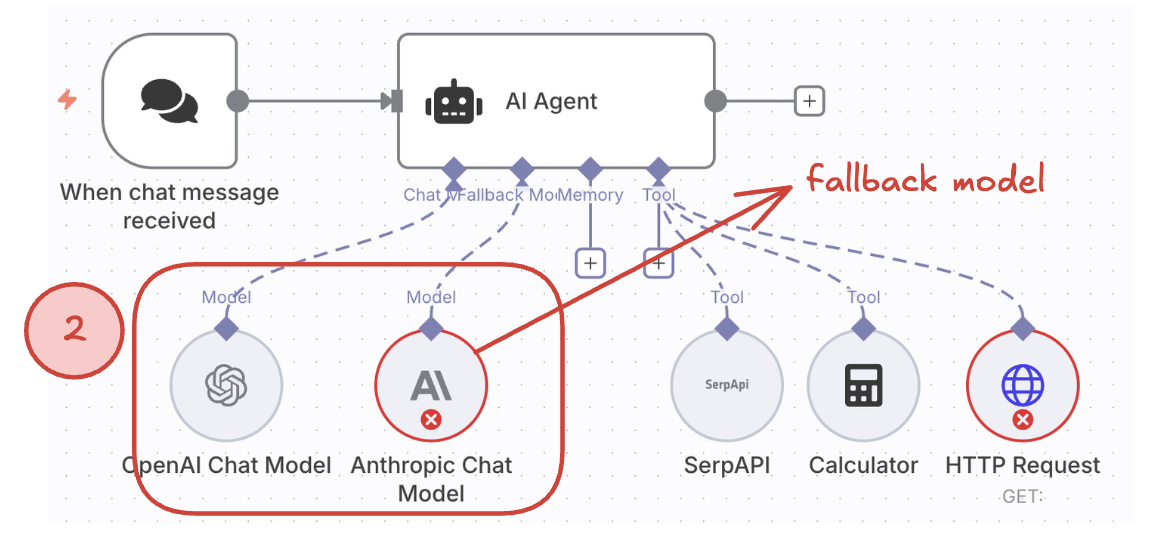 AI Agent
When chat message
received
Chat M
Fallback Mo
Memory
Tool
fallback model
2
Model
Model
Tool
Tool
SerpApi
OpenAI Chat Model
Anthropic Chat
Model
SerpAPI
Calculator
HTTP Request
GET: